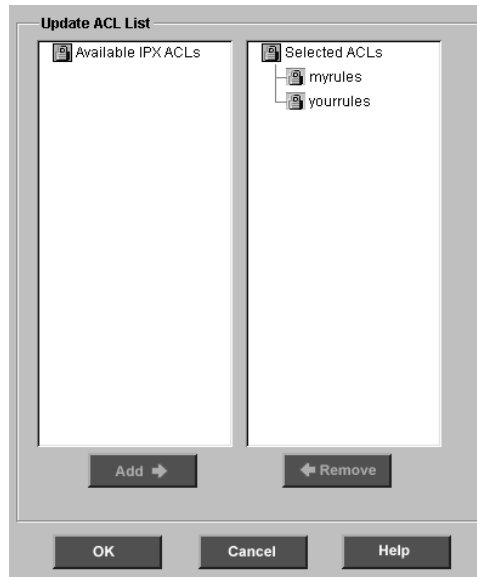 Update ACL List
Available IPX ACLs
Selected ACLs
myrules
yourrules
Add
Remove
OK
Cancel
Help